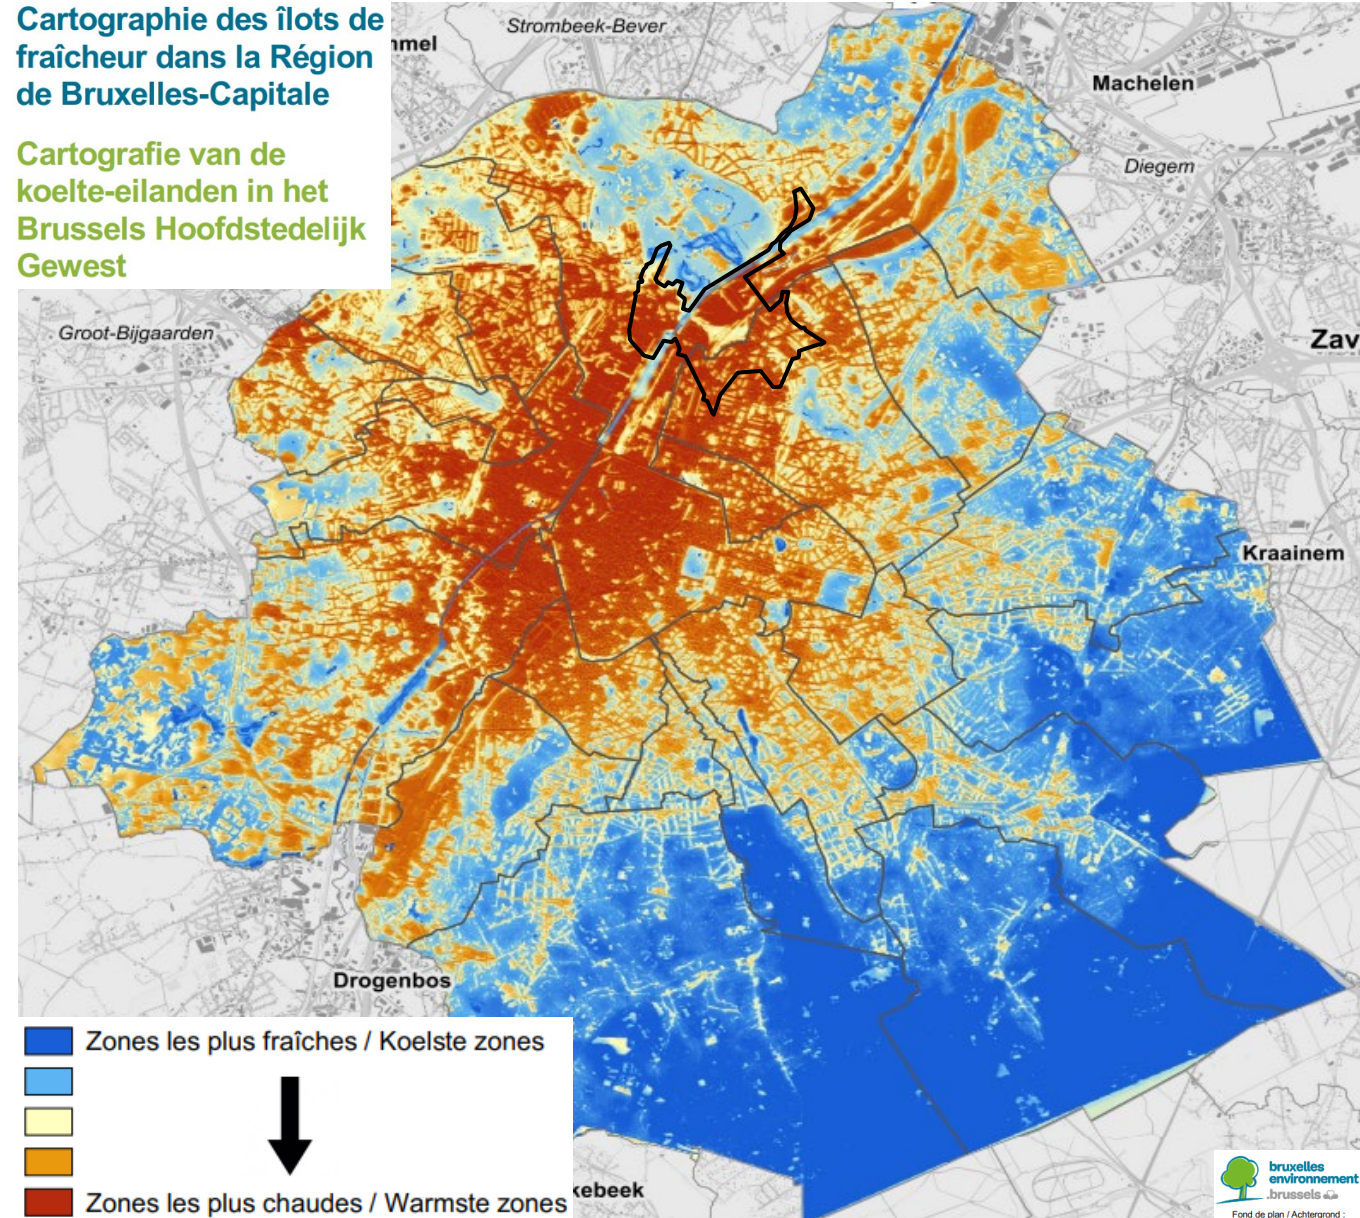 Cartographie des îlots de
fraîcheur dans la Région
de Bruxelles-Capitale
Cartografie van de
koelte-eilanden in het
Brussels Hoofdstedelijk
Gewest
mmel
Strombeek-Bever
Machelen
Diegem
Groot-Bijgaarden
Zav
Kraainem
Drogenbos
kebeek
Zones les plus fraîches / Koelste zones
Zones les plus chaudes / Warmste zones
bruxelles
environnement
.brussels
Fond de plan / Achtergrond :